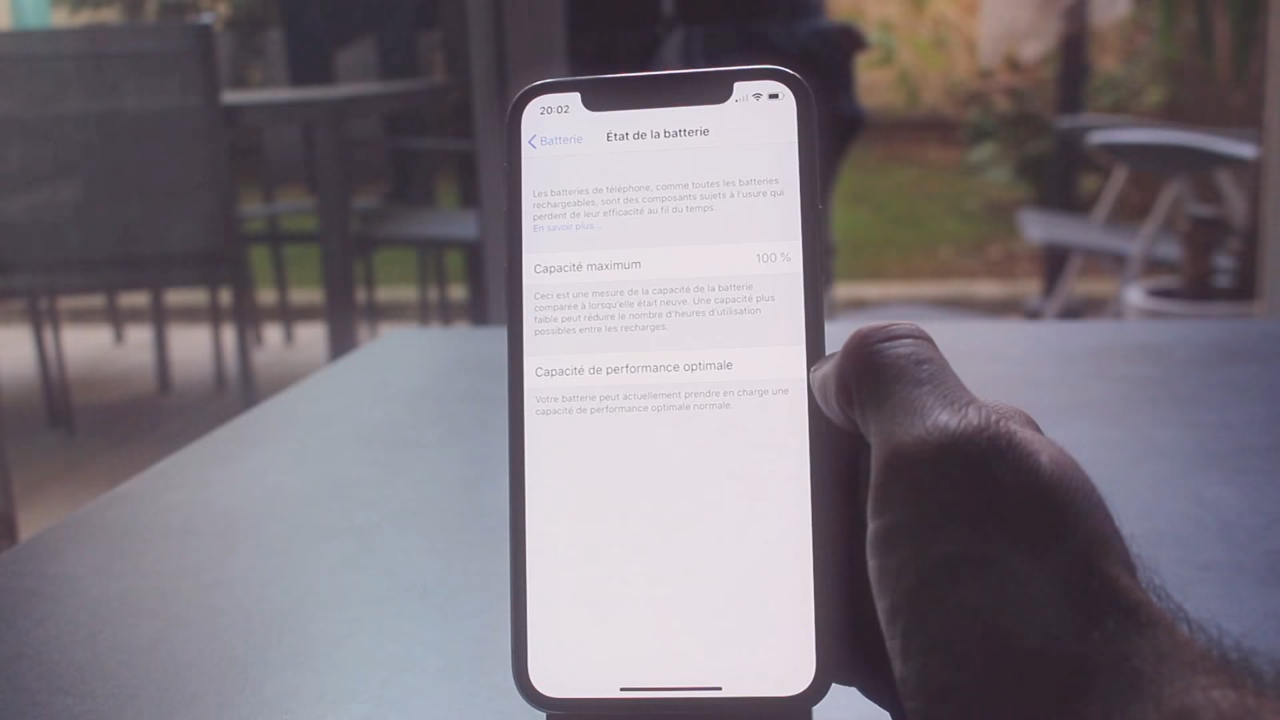 20:02
Batterie
État de la batterie
Les batteries de téléphone, comme toutes les batteries
rechargeables, sont des composants sujets à l'usure qui
perdent de leur efficacité au fil du temps.
En savoir plus...
Capacité maximum 100 %
Ceci est une mesure de la capacité de la batterie
comparée à lorsqu'elle était neuve. Une capacité plus
faible peut réduire le nombre d'heures d'utilisation
possibles entre les recharges.
Capacité de performance optimale
Votre batterie peut actuellement prendre en charge une
capacité de performance optimale normale.